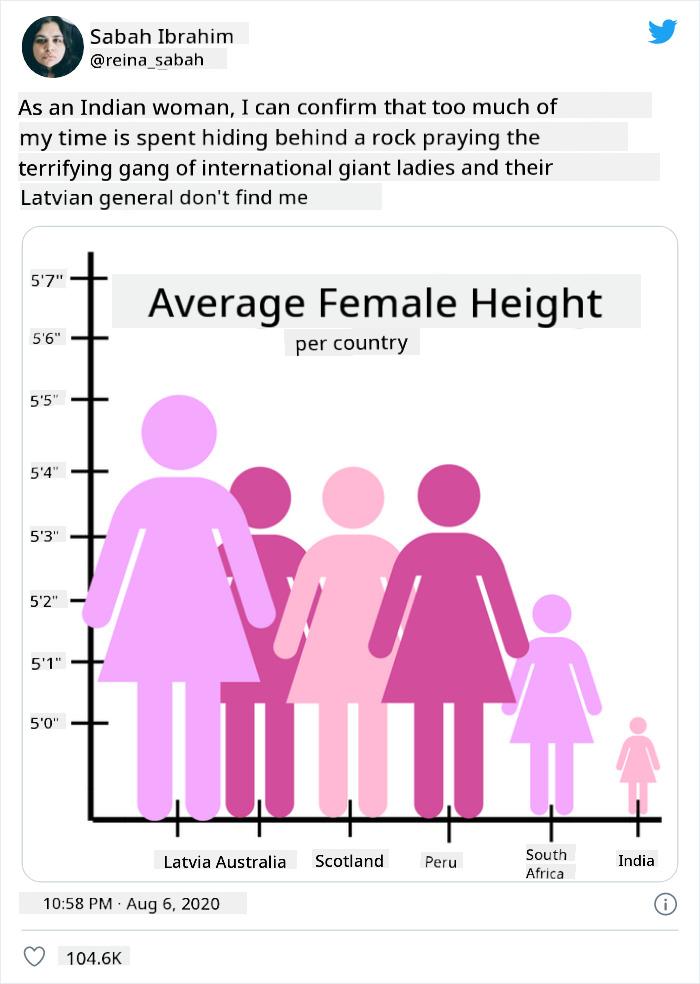 Sabah Ibrahim
@reina_sabah
As an Indian woman, I can confirm that too much of
my time is spent hiding behind a rock praying the
terrifying gang of international giant ladies and their
Latvian general don't find me
Average Female Height
per country
5'7"
5'6"
5'5"
5'4"
5'3"
5'2"
5'1"
5'0"
Latvia Australia Scotland Peru South Africa India
10:58 PM · Aug 6, 2020
104.6K